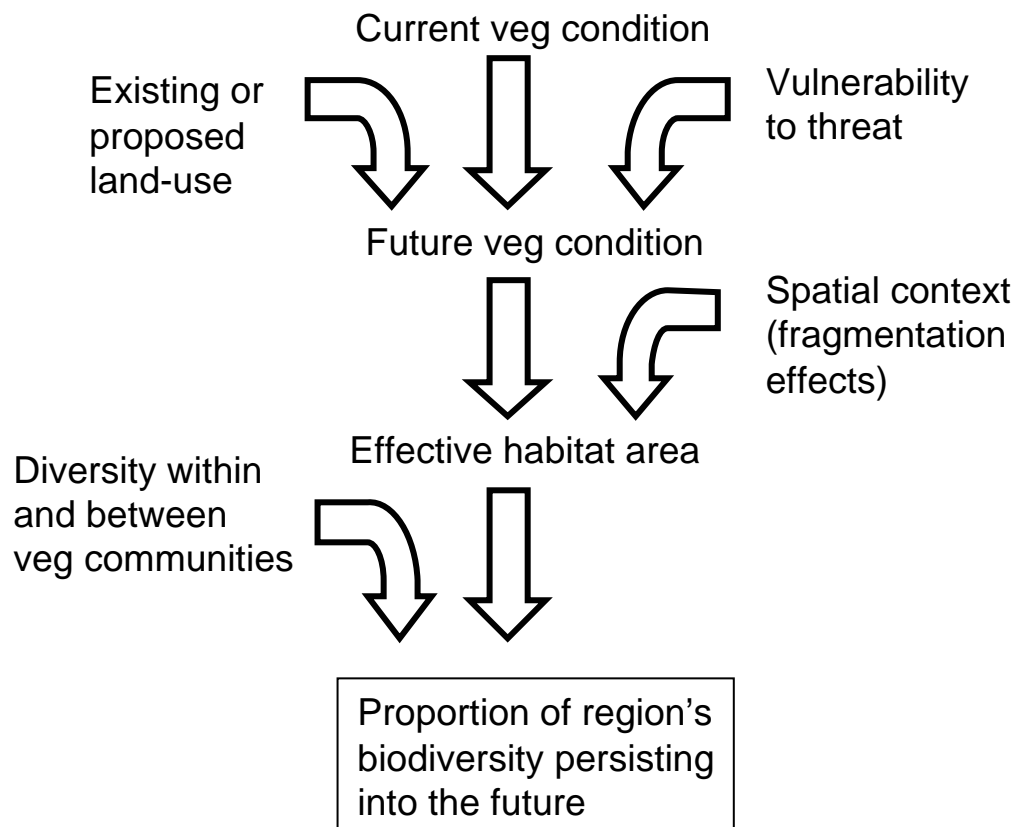 Current veg condition
Existing or
proposed
land-use
Vulnerability
to threat
Future veg condition
Spatial context
(fragmentation
effects)
Effective habitat area
Diversity within
and between
veg communities
Proportion of region’s
biodiversity persisting
into the future